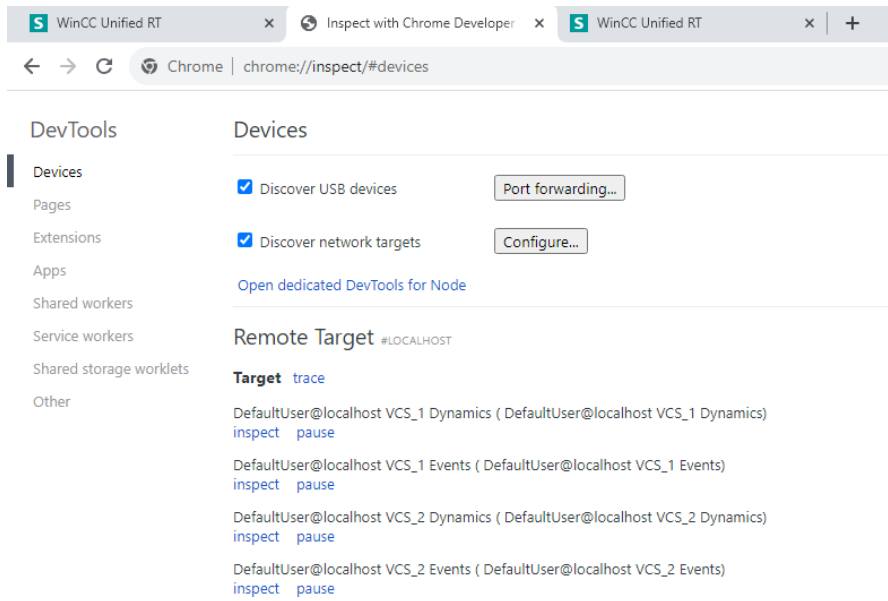 WinCC Unified RT
Inspect with Chrome Developer
WinCC Unified RT
Chrome | chrome://inspect/#devices
DevTools
Devices
Pages
Extensions
Apps
Shared workers
Service workers
Shared storage worklets
Other
Devices
Discover USB devices
Port forwarding...
Discover network targets
Configure...
Open dedicated DevTools for Node
Remote Target #LOCALHOST
Target trace
DefaultUser@localhost VCS_1 Dynamics ( DefaultUser@localhost VCS_1 Dynamics)
inspect pause
DefaultUser@localhost VCS_1 Events ( DefaultUser@localhost VCS_1 Events)
inspect pause
DefaultUser@localhost VCS_2 Dynamics ( DefaultUser@localhost VCS_2 Dynamics)
inspect pause
DefaultUser@localhost VCS_2 Events ( DefaultUser@localhost VCS_2 Events)
inspect pause